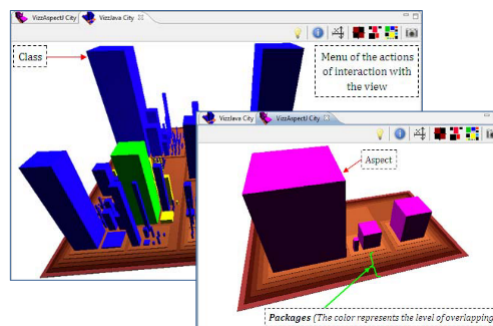 VizzAspectJ City VizzJava City
Class
Menu of the actions
of interaction with
the view
VizzJava City VizzAspectJ City
Aspect
Packages (The color represents the level of overlapping